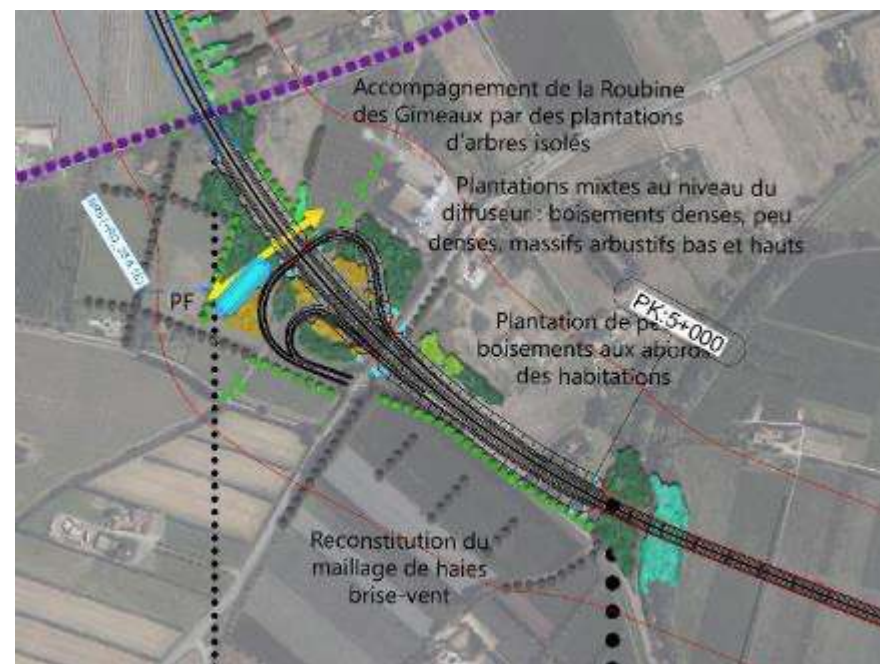 Accompagnement de la Roubine
des Gimeaux par des plantations
d'arbres isolés
Plantations mixtes au niveau du
diffuseur : boisements denses, peu
denses, massifs arbustifs bas et hauts
PF
PK:5+000
Plantation de
boisements aux abords
des habitations
Reconstitution du
maillage de haies
brise-vent